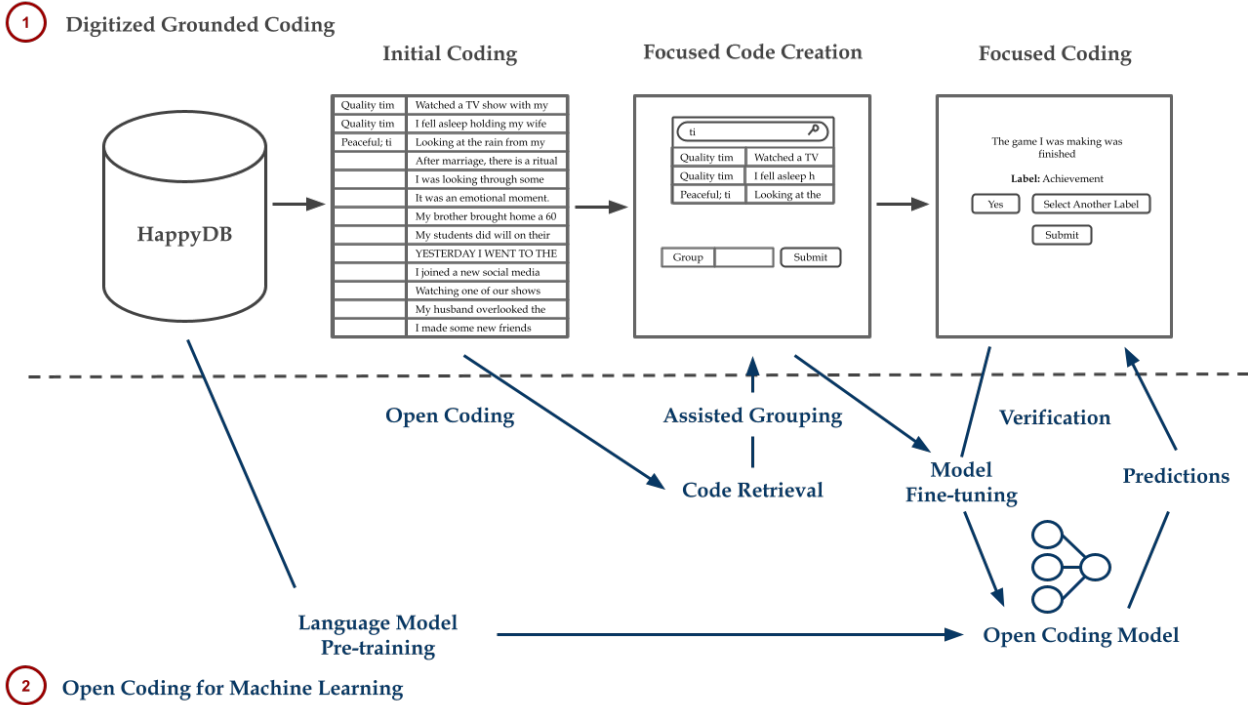 1 Digitized Grounded Coding
Initial Coding
Focused Code Creation
Focused Coding
HappyDB
Quality tim Watched a TV show with my
Quality tim I fell asleep holding my wife
Peaceful; ti Looking at the rain from my
After marriage, there is a ritual
I was looking through some
It was an emotional moment.
My brother brought home a 60
My students did will on their
YESTERDAY I WENT TO THE
I joined a new social media
Watching one of our shows
My husband overlooked the
I made some new friends
ti
Quality tim Watched a TV
Quality tim I fell asleep h
Peaceful; ti Looking at the
Group Submit
The game I was making was
finished
Label: Achievement
Yes Select Another Label
Submit
Open Coding
Assisted Grouping
Verification
Code Retrieval
Model
Fine-tuning
Predictions
Language Model
Pre-training
Open Coding Model
2 Open Coding for Machine Learning